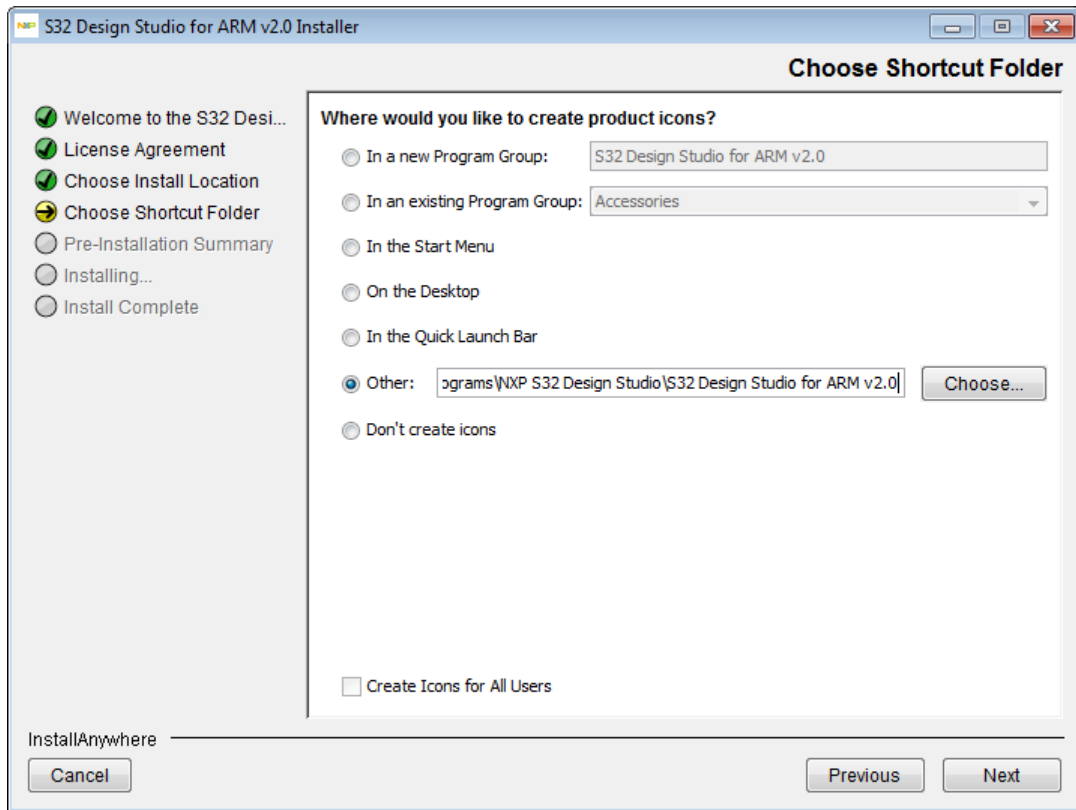 NXP S32 Design Studio for ARM v2.0 Installer
Choose Shortcut Folder
Welcome to the S32 Desi...
License Agreement
Choose Install Location
Choose Shortcut Folder
Pre-Installation Summary
Installing...
Install Complete
Where would you like to create product icons?
In a new Program Group: S32 Design Studio for ARM v2.0
In an existing Program Group: Accessories
In the Start Menu
On the Desktop
In the Quick Launch Bar
Other: ograms\NXP S32 Design Studio\S32 Design Studio for ARM v2.0 Choose...
Don't create icons
Create Icons for All Users
InstallAnywhere
Cancel Previous Next